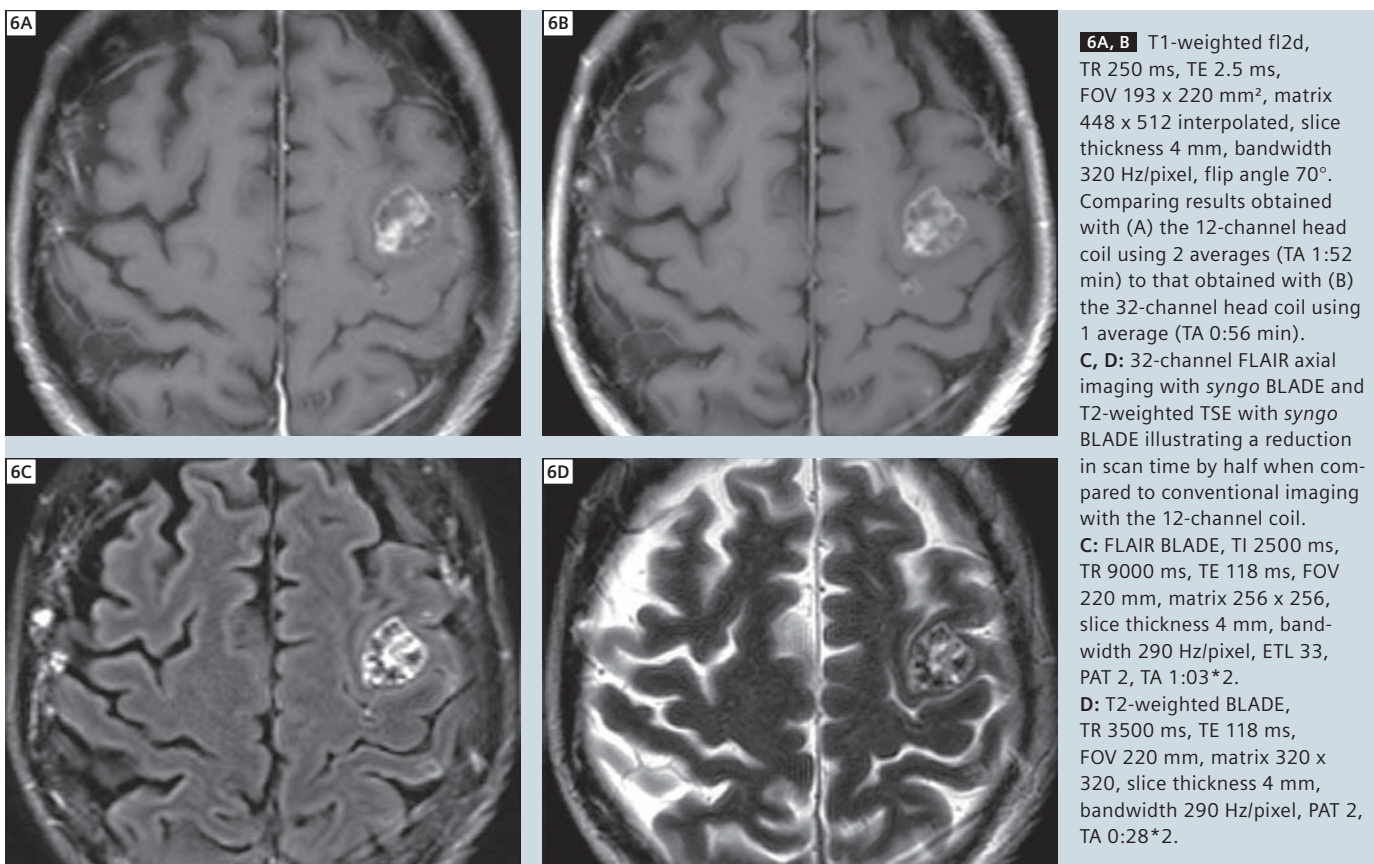 6A
6B
6A, B T1-weighted fl2d,
TR 250 ms, TE 2.5 ms,
FOV 193 x 220 mm², matrix
448 x 512 interpolated, slice
thickness 4 mm, bandwidth
320 Hz/pixel, flip angle 70°.
Comparing results obtained
with (A) the 12-channel head
coil using 2 averages (TA 1:52
min) to that obtained with (B)
the 32-channel head coil using
1 average (TA 0:56 min).
C, D: 32-channel FLAIR axial
imaging with syngo BLADE and
T2-weighted TSE with syngo
BLADE illustrating a reduction
in scan time by half when com-
pared to conventional imaging
with the 12-channel coil.
C: FLAIR BLADE, TI 2500 ms,
TR 9000 ms, TE 118 ms, FOV
220 mm, matrix 256 x 256,
slice thickness 4 mm, band-
width 290 Hz/pixel, ETL 33,
PAT 2, TA 1:03*2.
D: T2-weighted BLADE,
TR 3500 ms, TE 118 ms,
FOV 220 mm, matrix 320 x
320, slice thickness 4 mm,
bandwidth 290 Hz/pixel, PAT 2,
TA 0:28*2.
6C
6D